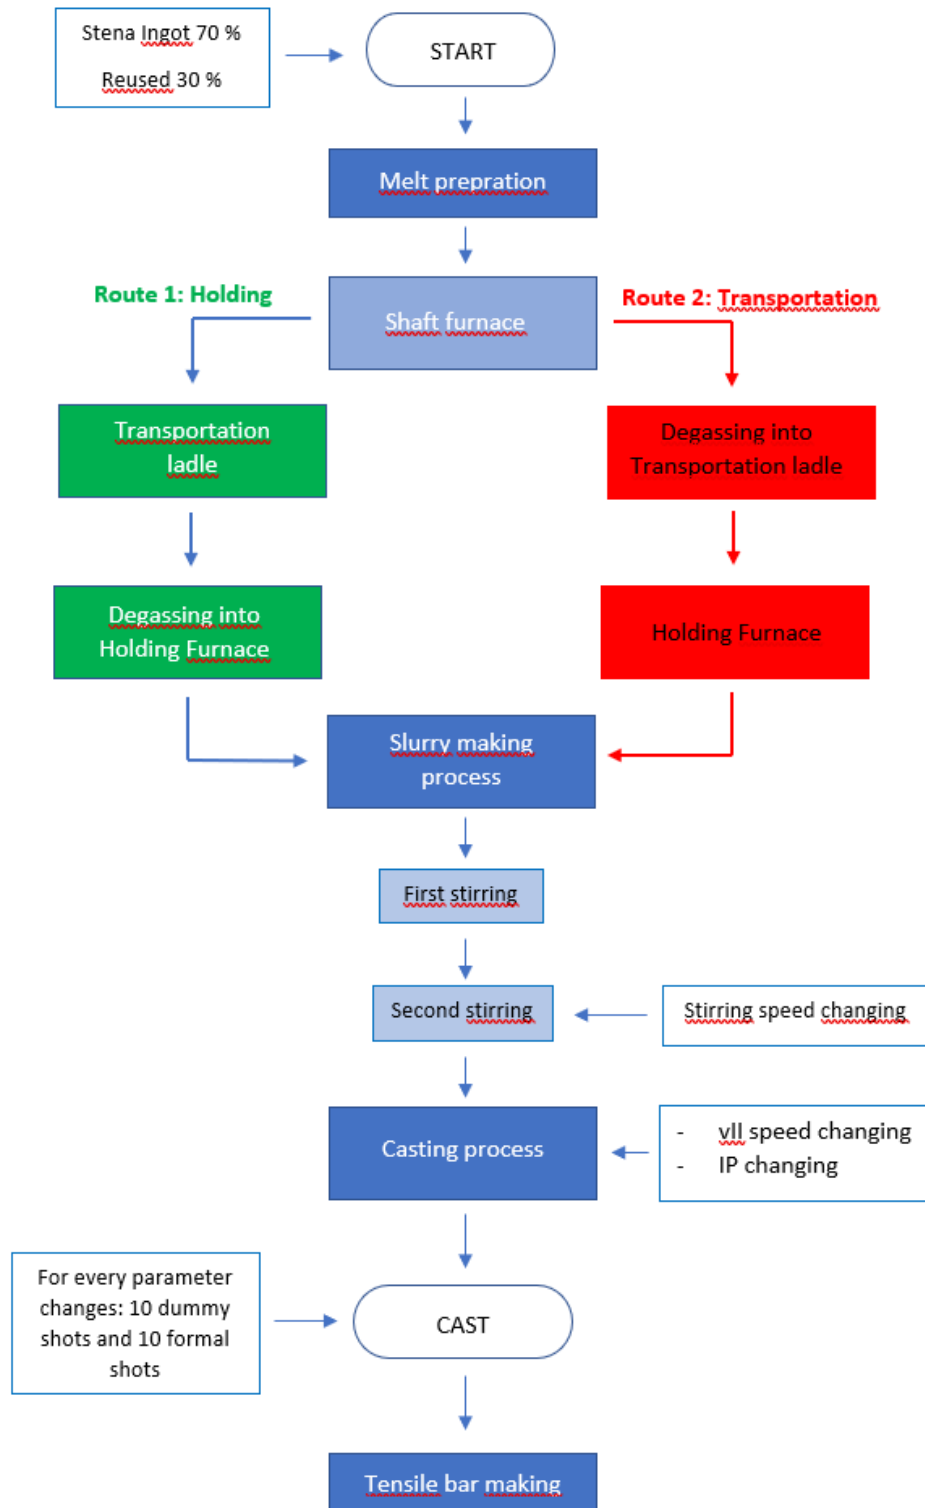 Stena Ingot 70 %
Reused 30 %
START
Melt prepration
Route 1: Holding
Shaft furnace
Route 2: Transportation
Transportation
ladle
Degassing into
Transportation ladle
Degassing into
Holding Furnace
Holding Furnace
Slurry making
process
First stirring
Second stirring
Stirring speed changing
Casting process
- vII speed changing
- IP changing
For every parameter
changes: 10 dummy
shots and 10 formal
shots
CAST
Tensile bar making